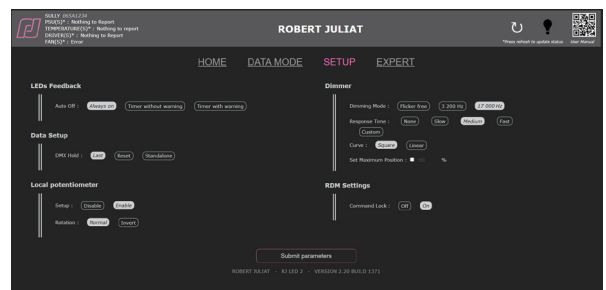 SULLY 065A1234
PSU(S)* : Nothing to Report
TEMPERATURE(S)* : Nothing to report
DRIVER(S)* : Nothing to Report
FAN(S)* : Error
ROBERT JULIAT
*Press refresh to update status
User Manual
HOME DATA MODE SETUP EXPERT
LEDs Feedback
Auto Off : Always on Timer without warning Timer with warning
Data Setup
DMX Hold : Last Reset Standalone
Local potentiometer
Setup : Disable Enable
Rotation : Normal Invert
Dimmer
Dimming Mode : Flicker free 3 200 Hz 17 000 Hz
Response Time : None Slow Medium Fast
Custom
Curve : Square Linear
Set Maximum Position : %
RDM Settings
Command Lock : Off On
Submit parameters
ROBERT JULIAT - RJ LED 3 - VERSION 2.20 BUILD 1371